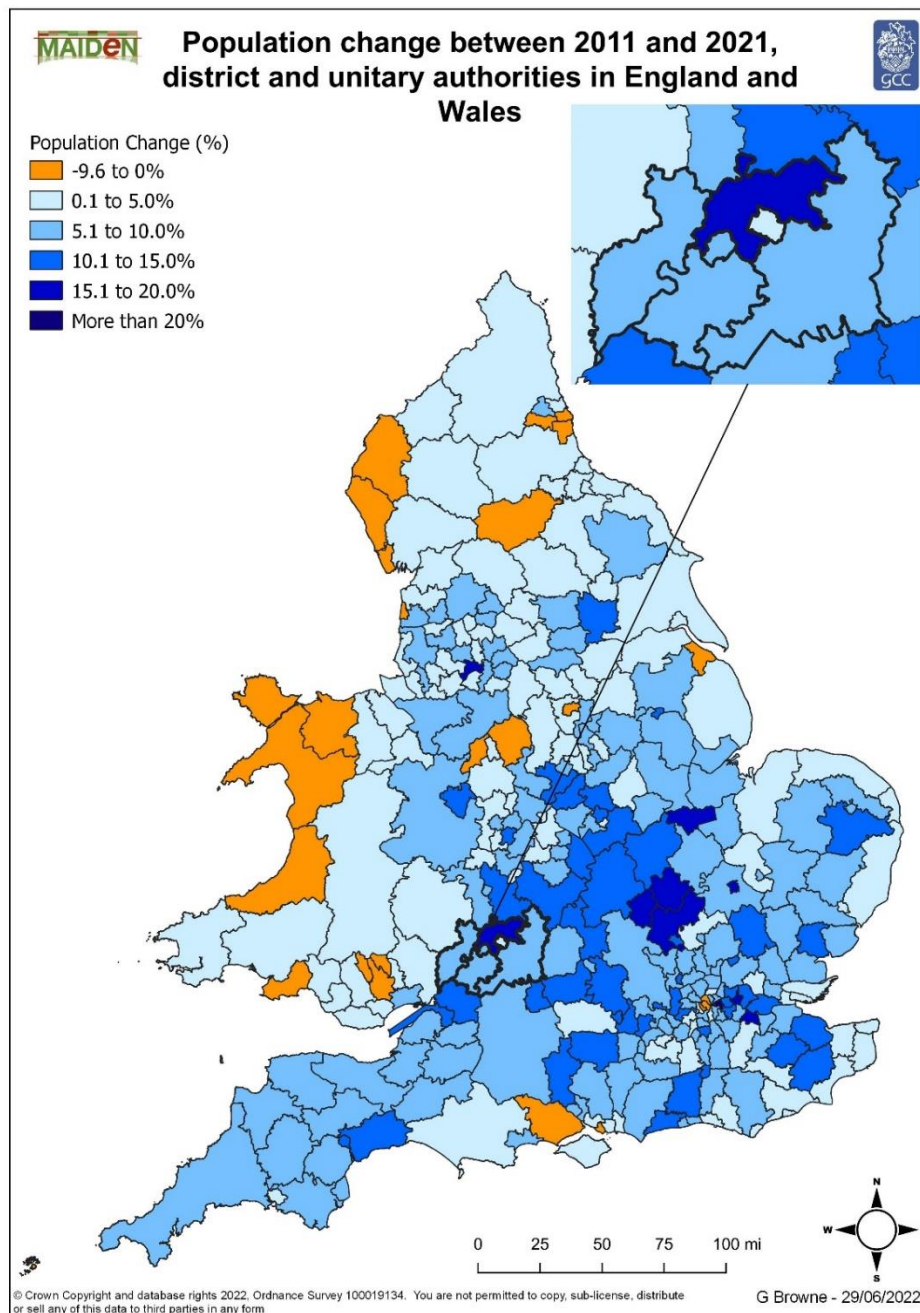 MAIDeN
Population change between 2011 and 2021,
district and unitary authorities in England and
Wales
GCC
Population Change (%)
-9.6 to 0%
0.1 to 5.0%
5.1 to 10.0%
10.1 to 15.0%
15.1 to 20.0%
More than 20%
N
W
E
S
0 25 50 75 100 mi
© Crown Copyright and database rights 2022, Ordnance Survey 100019134. You are not permitted to copy, sub-license, distribute
or sell any of this data to third parties in any form
G Browne - 29/06/2022